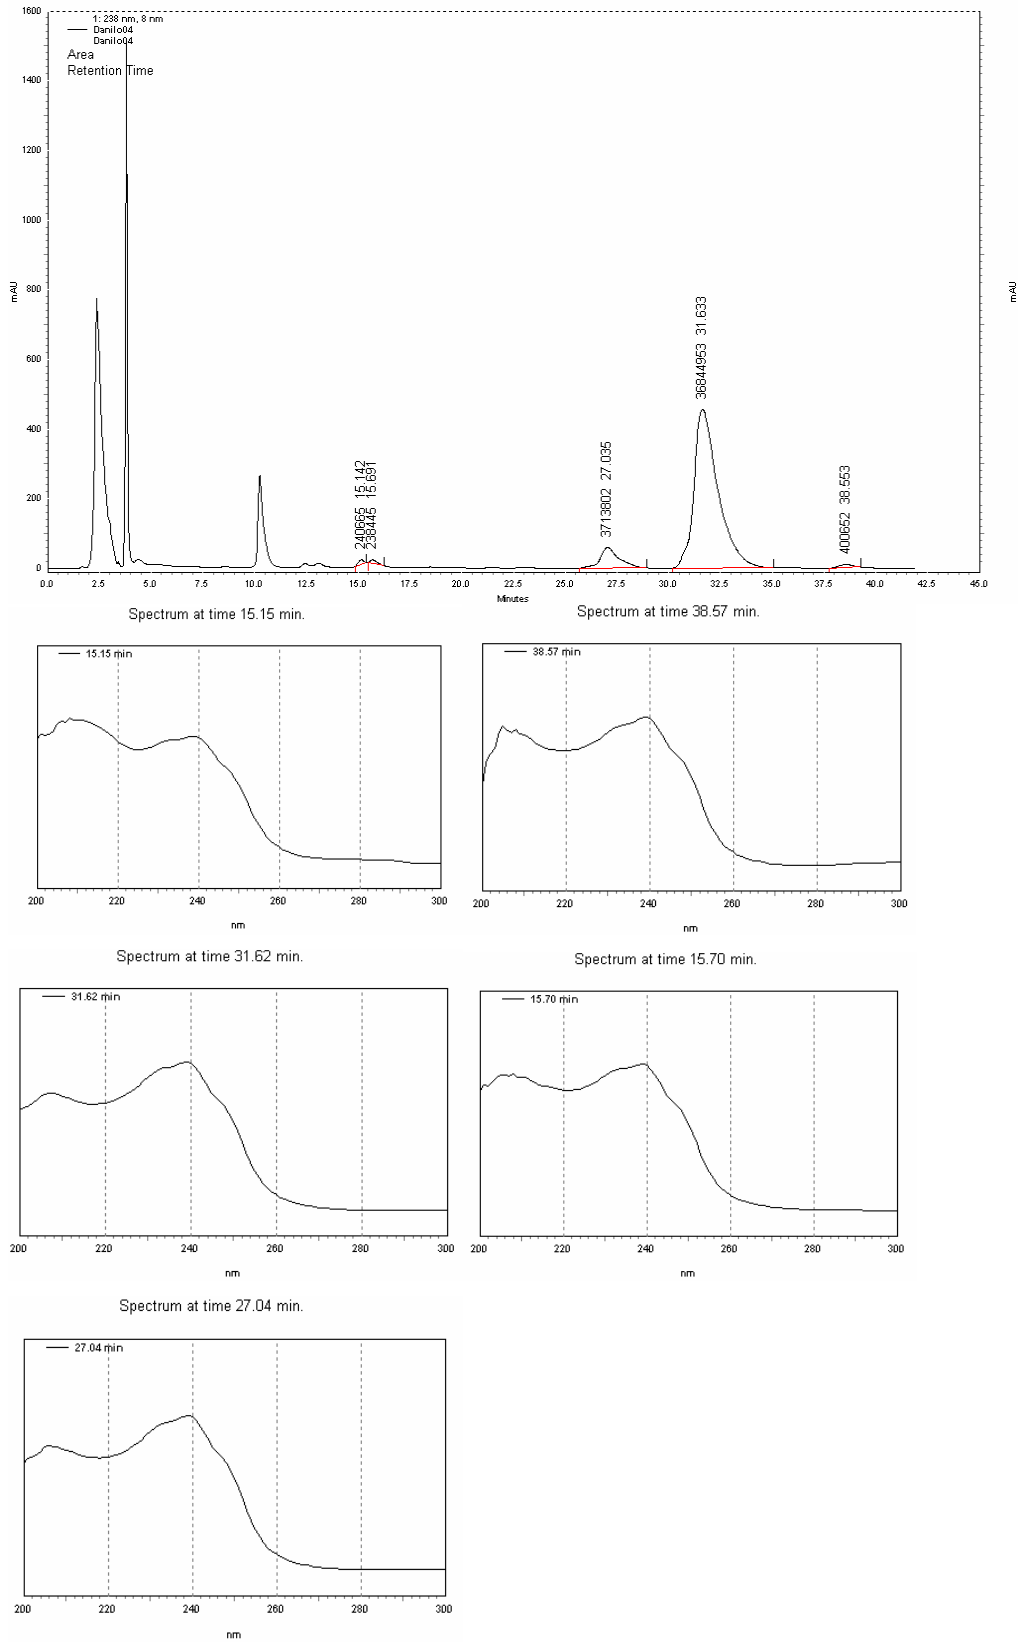 1: 238 nm, 8 nm
Danilo04
Danilo04
Area
Retention Time
1600
1400
1200
1000
800
600
400
200
0
mAU
mAU
240665 15.142
238445 15.691
3713802 27.035
36844953 31.633
400652 38.553
0.0 2.5 5.0 7.5 10.0 12.5 15.0 17.5 20.0 22.5 25.0 27.5 30.0 32.5 35.0 37.5 40.0 42.5 45.0
Minutes
Spectrum at time 15.15 min.
15.15 min
200 220 240 260 280 300
nm
Spectrum at time 38.57 min.
38.57 min
200 220 240 260 280 300
nm
Spectrum at time 31.62 min.
31.62 min
200 220 240 260 280 300
nm
Spectrum at time 15.70 min.
15.70 min
200 220 240 260 280 300
nm
Spectrum at time 27.04 min.
27.04 min
200 220 240 260 280 300
nm